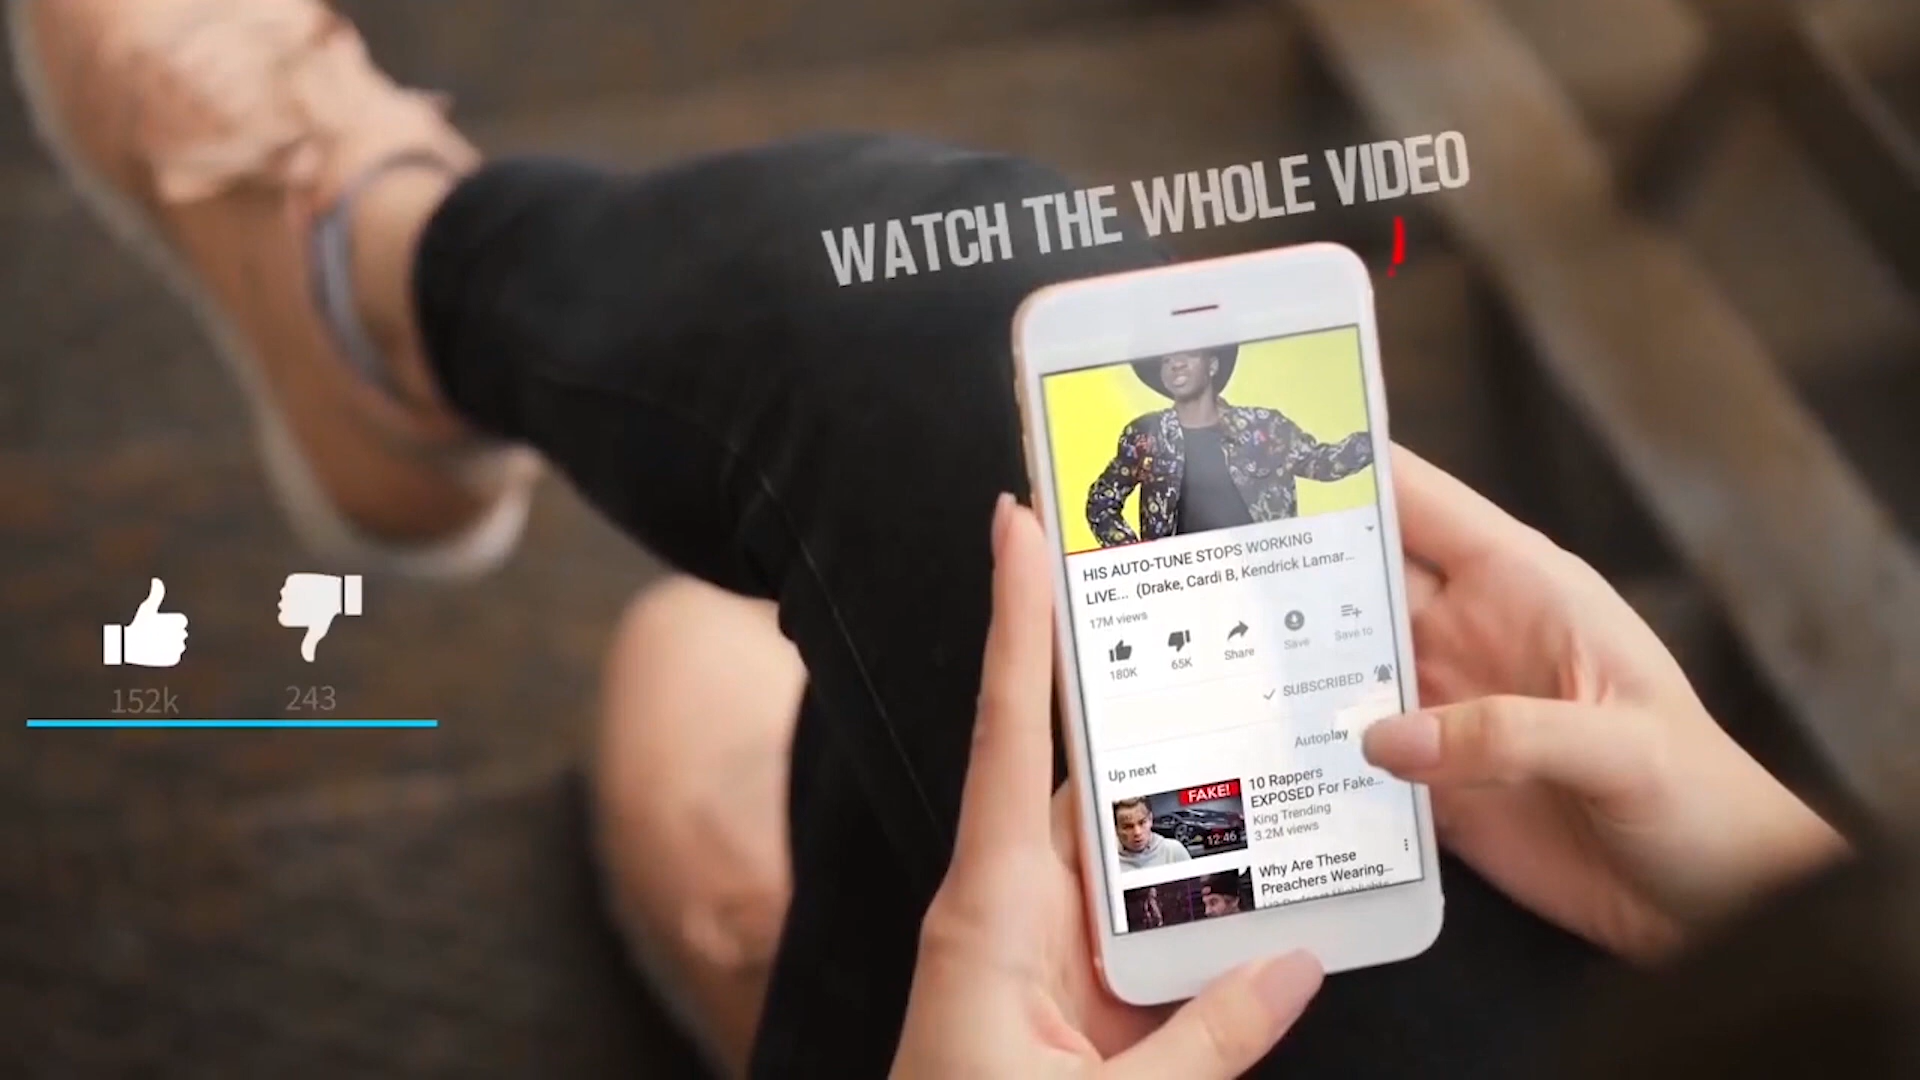 WATCH THE WHOLE VIDEO
HIS AUTO-TUNE STOPS WORKING
LIVE... (Drake, Cardi B, Kendrick Lamar...
17M views
180K
65K
Share
Save
Save to
SUBSCRIBED
Autoplay
Up next
FAKE!
12:46
10 Rappers
EXPOSED For Fake...
King Trending
3.2M views
Why Are These
Preachers Wearing...
152k
243